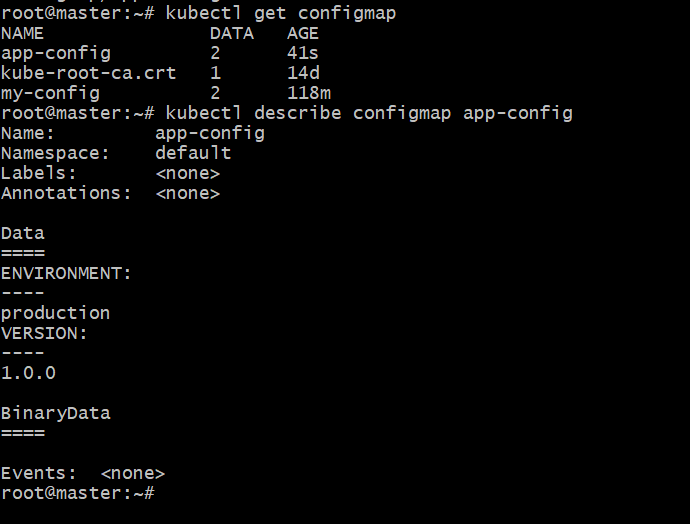 root@master:~# kubectl get configmap
NAME DATA AGE
app-config 2 41s
kube-root-ca.crt 1 14d
my-config 2 118m
root@master:~# kubectl describe configmap app-config
Name: app-config
Namespace: default
Labels: <none>
Annotations: <none>
Data
====
ENVIRONMENT:
----
production
VERSION:
----
1.0.0
BinaryData
====
Events: <none>
root@master:~#